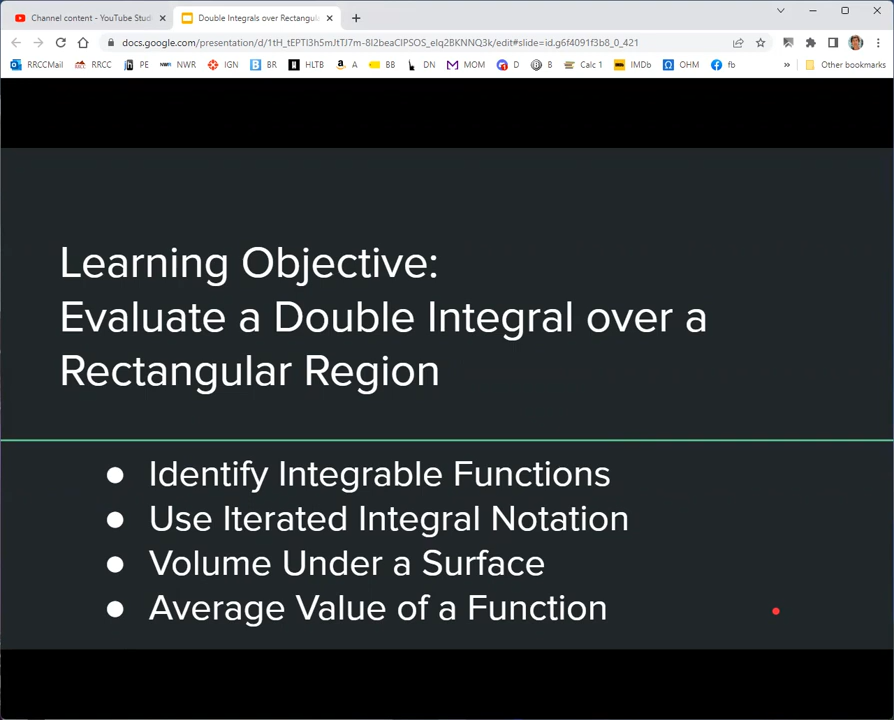 Channel content - YouTube Stud
Double Integrals over Rectangula
docs.google.com/presentation/d/1tH_tEPTI3h5mJtTJ7m-8I2beaCIPSOS_elq2BKNNQ3k/edit#slide=id.g6f4091f3b8_0_421
RRCCMail RRCC PE NWR IGN BR HLTB A BB DN MOM D B Calc 1 IMDb OHM fb » Other bookmarks
Learning Objective:
Evaluate a Double Integral over a
Rectangular Region
● Identify Integrable Functions
● Use Iterated Integral Notation
● Volume Under a Surface
● Average Value of a Function